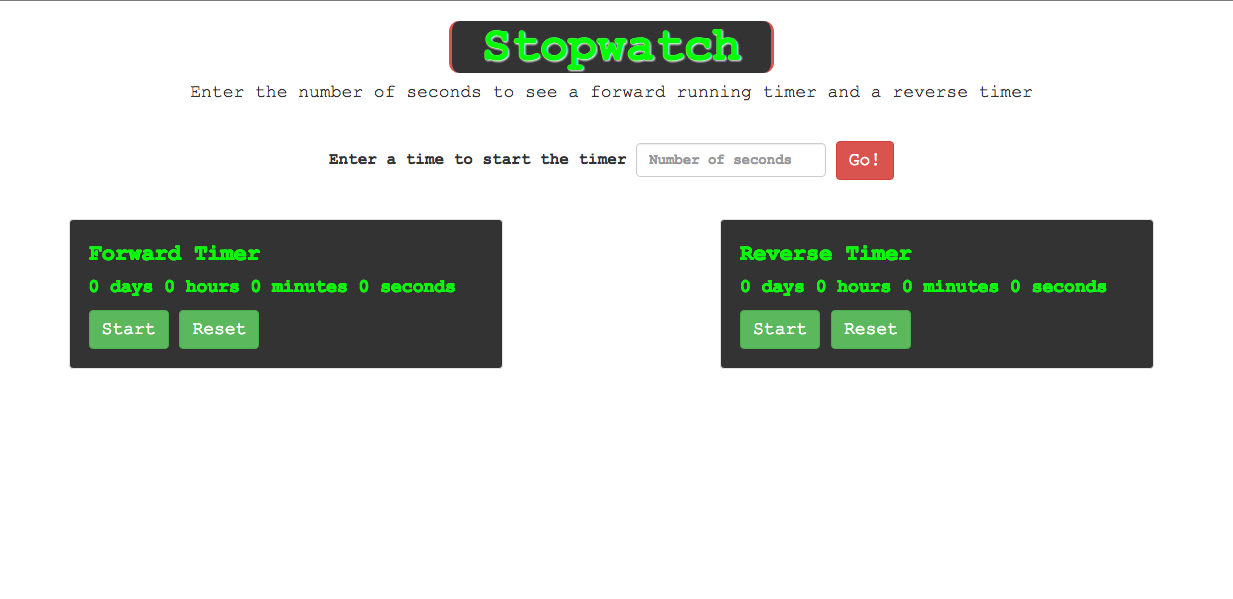 Stopwatch
Enter the number of seconds to see a forward running timer and a reverse timer
Enter a time to start the timer Number of seconds Go!
Forward Timer
0 days 0 hours 0 minutes 0 seconds
Start Reset
Reverse Timer
0 days 0 hours 0 minutes 0 seconds
Start Reset